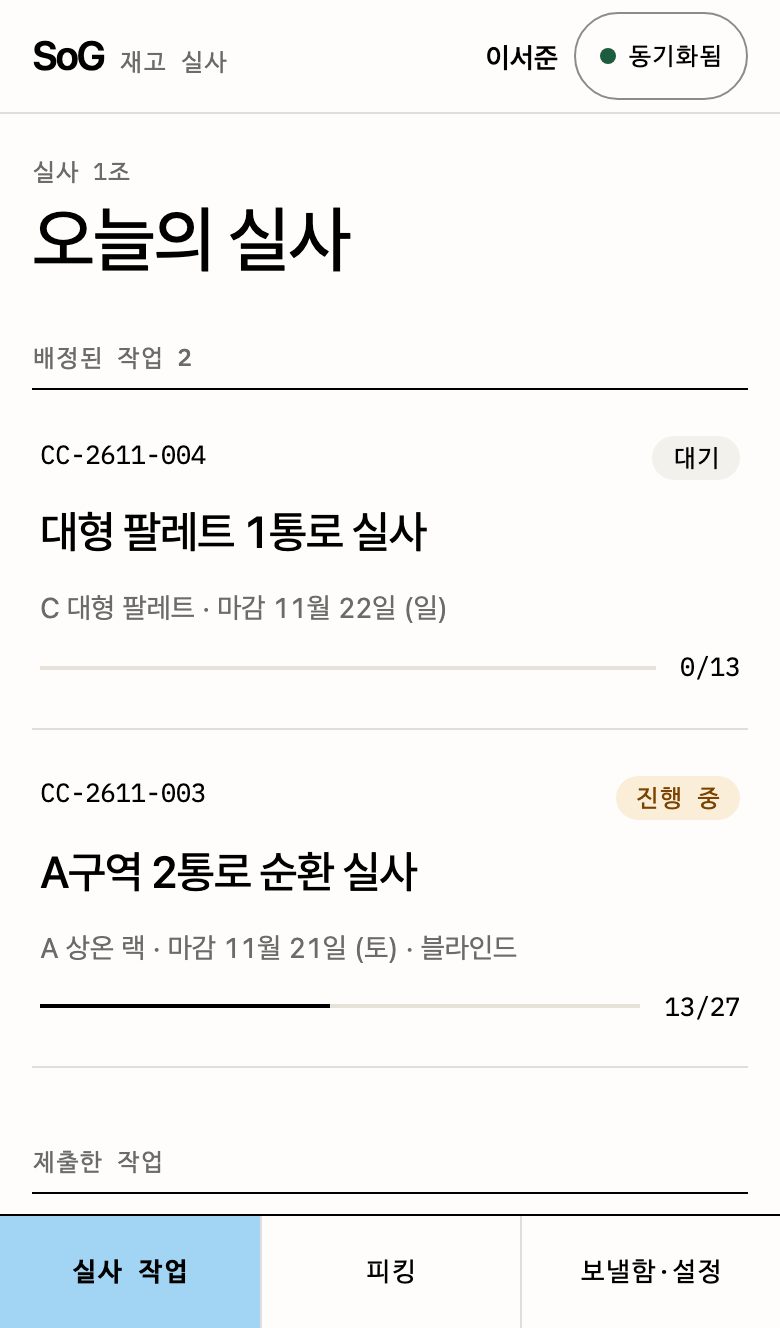 SoG 재고 실사 이서준 동기화됨
실사 1조
오늘의 실사
배정된 작업 2
CC-2611-004 대기
대형 팔레트 1통로 실사
C 대형 팔레트 · 마감 11월 22일 (일)
0/13
CC-2611-003 진행 중
A구역 2통로 순환 실사
A 상온 랙 · 마감 11월 21일 (토) · 블라인드
13/27
제출한 작업
실사 작업 피킹 보낼함·설정